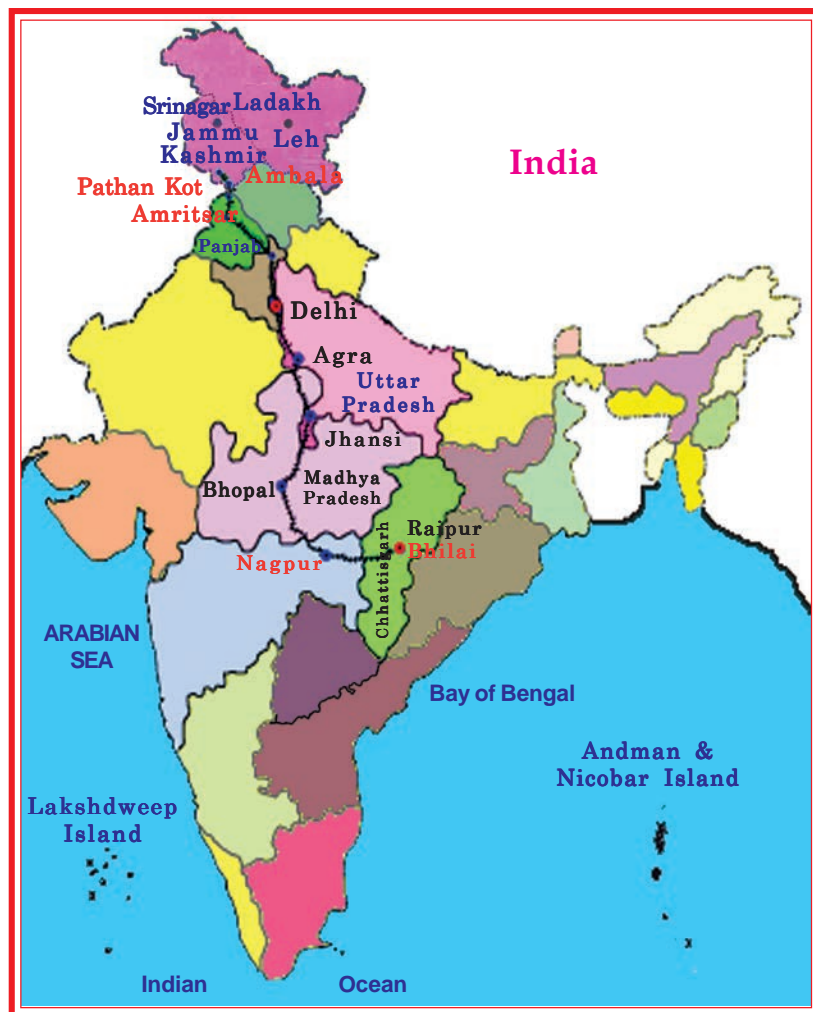 Srinagar Ladakh
Jammu Leh
Kashmir
India
Ambala
Pathan Kot
Amritsar
Panjab
Delhi
Agra
Uttar
Pradesh
Jhansi
Bhopal
Madhya
Pradesh
Raipur
Bhilai
Nagpur
Chhattisgarh
ARABIAN
SEA
Bay of Bengal
Andman &
Nicobar Island
Lakshdweep
Island
Indian Ocean